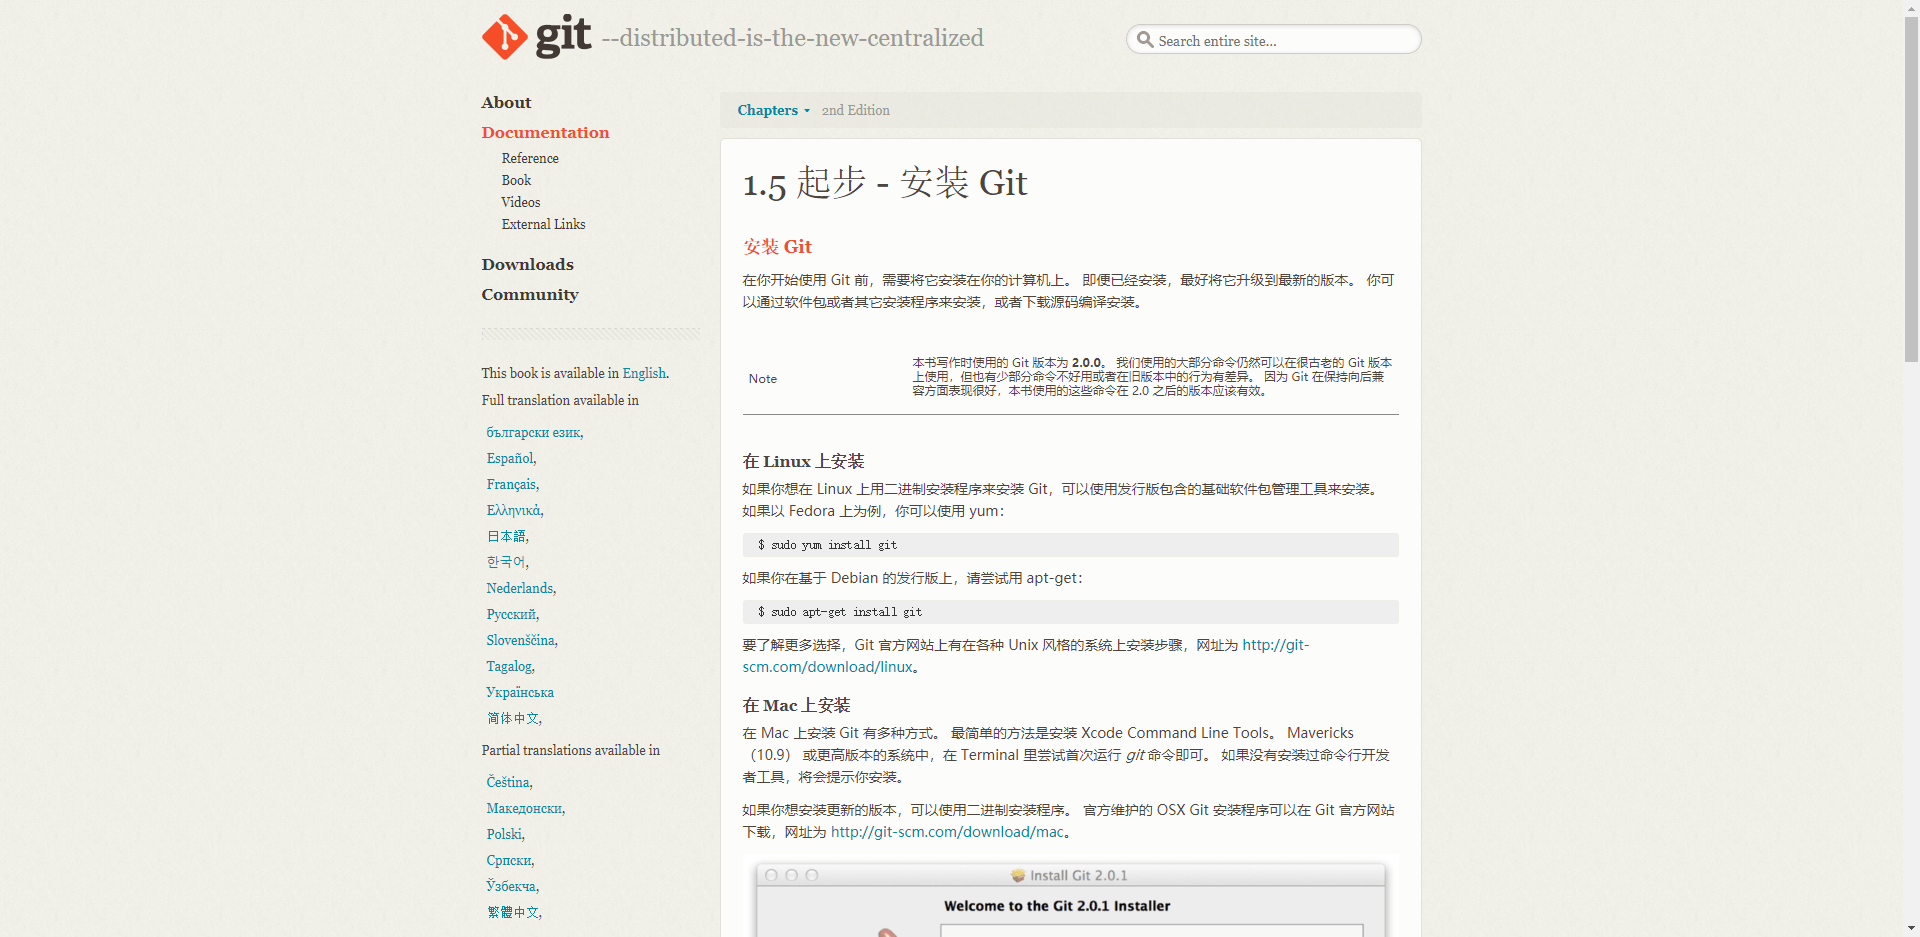 git --distributed-is-the-new-centralized
Search entire site...
About
Documentation
Reference
Book
Videos
External Links
Downloads
Community
This book is available in English.
Full translation available in
български език,
Español,
Français,
Ελληνικά,
日本語,
한국어,
Nederlands,
Русский,
Slovenščina,
Tagalog,
Українська
简体中文,
Partial translations available in
Čeština,
Македонски,
Polski,
Српски,
Ўзбекча,
繁體中文,
Chapters 2nd Edition
1.5 起步 - 安装 Git
安装 Git
在你开始使用 Git 前，需要将它安装在你的计算机上。 即便已经安装，最好将它升级到最新的版本。 你可
以通过软件包或者其它安装程序来安装，或者下载源码编译安装。
Note
本书写作时使用的 Git 版本为 2.0.0。 我们使用的大部分命令仍然可以在很古老的 Git 版本
上使用，但也有少部分命令不好用或者在旧版本中的行为有差异。 因为 Git 在保持向后兼
容方面表现很好，本书使用的这些命令在 2.0 之后的版本应该有效。
在 Linux 上安装
如果你想在 Linux 上用二进制安装程序来安装 Git，可以使用发行版包含的基础软件包管理工具来安装。
如果以 Fedora 上为例，你可以使用 yum：
$ sudo yum install git
如果你在基于 Debian 的发行版上，请尝试用 apt-get：
$ sudo apt-get install git
要了解更多选择，Git 官方网站上有在各种 Unix 风格的系统上安装步骤，网址为 http://git-
scm.com/download/linux。
在 Mac 上安装
在 Mac 上安装 Git 有多种方式。 最简单的方法是安装 Xcode Command Line Tools。 Mavericks
（10.9） 或更高版本的系统中，在 Terminal 里尝试首次运行 git 命令即可。 如果没有安装过命令行开发
者工具，将会提示你安装。
如果你想安装更新的版本，可以使用二进制安装程序。 官方维护的 OSX Git 安装程序可以在 Git 官方网站
下载，网址为 http://git-scm.com/download/mac。
Install Git 2.0.1
Welcome to the Git 2.0.1 Installer